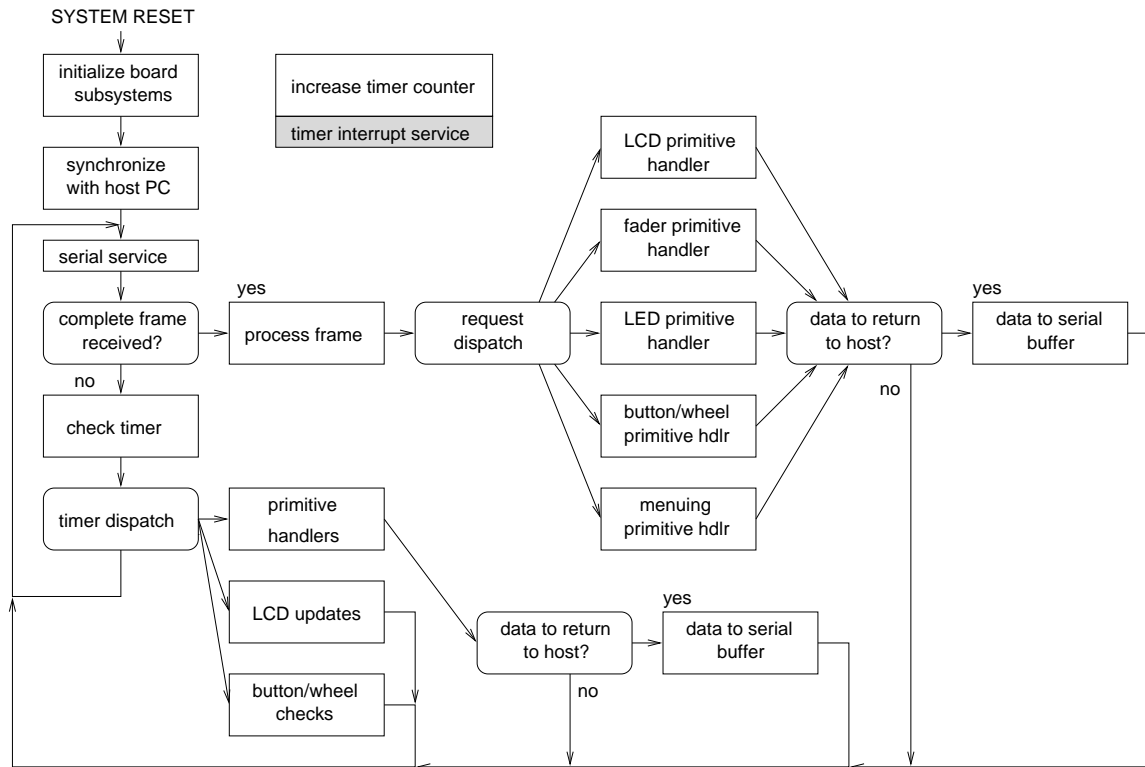 SYSTEM RESET
initialize board
subsystems
increase timer counter
timer interrupt service
synchronize
with host PC
serial service
complete frame
received?
yes
process frame
request
dispatch
LCD primitive
handler
fader primitive
handler
LED primitive
handler
button/wheel
primitive hdlr
menuing
primitive hdlr
data to return
to host?
yes
data to serial
buffer
no
no
check timer
timer dispatch
primitive
handlers
LCD updates
button/wheel
checks
data to return
to host?
yes
data to serial
buffer
no